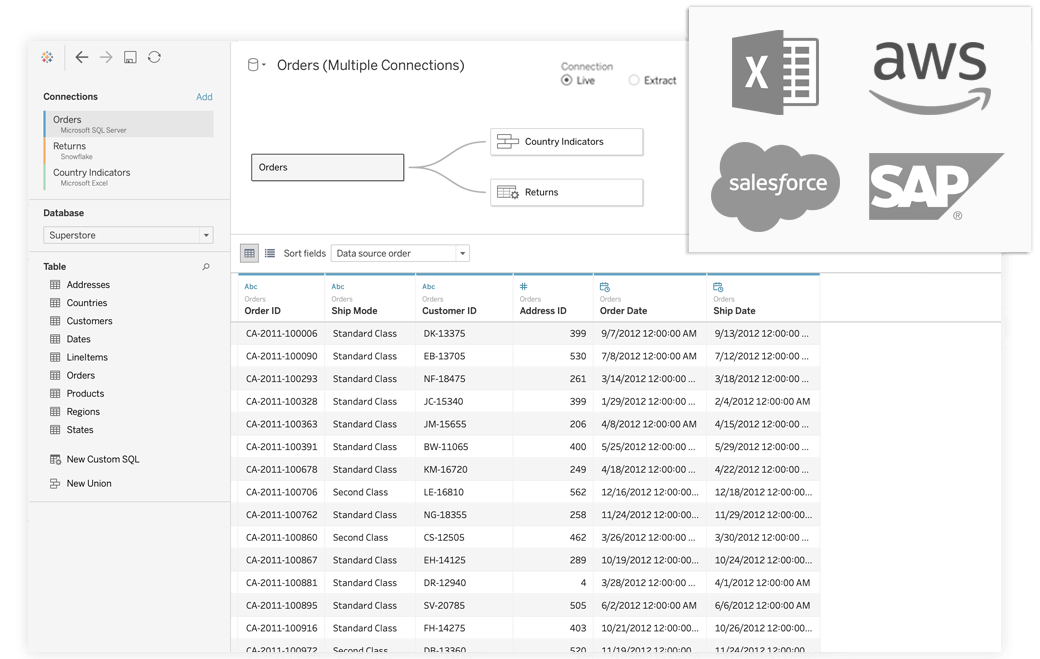 Orders (Multiple Connections)
Connection
Live
Extract
Connections
Add
Orders
Microsoft SQL Server
Returns
Snowflake
Country Indicators
Microsoft Excel
Database
Superstore
Table
Addresses
Countries
Customers
Dates
LineItems
Orders
Products
Regions
States
New Custom SQL
New Union
Orders
Country Indicators
Returns
X
aws
salesforce
SAP
®
Sort fields
Data source order
Abc Abc Abc #
Orders Orders Orders Orders Orders Orders
Order ID Ship Mode Customer ID Address ID Order Date Ship Date
CA-2011-100006 Standard Class DK-13375 399 9/7/2012 12:00:00 AM 9/13/2012 12:00:00 ...
CA-2011-100090 Standard Class EB-13705 530 7/8/2012 12:00:00 AM 7/12/2012 12:00:00 ...
CA-2011-100293 Standard Class NF-18475 261 3/14/2012 12:00:00 ... 3/18/2012 12:00:00 ...
CA-2011-100328 Standard Class JC-15340 399 1/29/2012 12:00:00 ... 2/4/2012 12:00:00 AM
CA-2011-100363 Standard Class JM-15655 206 4/8/2012 12:00:00 AM 4/15/2012 12:00:00 ...
CA-2011-100391 Standard Class BW-11065 400 5/25/2012 12:00:00 ... 5/29/2012 12:00:00 ...
CA-2011-100678 Standard Class KM-16720 249 4/18/2012 12:00:00 ... 4/22/2012 12:00:00 ...
CA-2011-100706 Second Class LE-16810 562 12/16/2012 12:00:00... 12/18/2012 12:00:00...
CA-2011-100762 Standard Class NG-18355 258 11/24/2012 12:00:00... 11/29/2012 12:00:00...
CA-2011-100860 Second Class CS-12505 462 3/26/2012 12:00:00 ... 3/30/2012 12:00:00 ...
CA-2011-100867 Standard Class EH-14125 289 10/19/2012 12:00:00... 10/24/2012 12:00:00...
CA-2011-100881 Standard Class DR-12940 4 3/28/2012 12:00:00 ... 4/1/2012 12:00:00 AM
CA-2011-100895 Standard Class SV-20785 505 6/2/2012 12:00:00 AM 6/6/2012 12:00:00 AM
CA-2011-100916 Standard Class FH-14275 403 10/21/2012 12:00:00... 10/26/2012 12:00:00...
CA-2011-100972 Second Class DB-13360 520 11/19/2012 12:00:00... 11/23/2012 12:00:00...